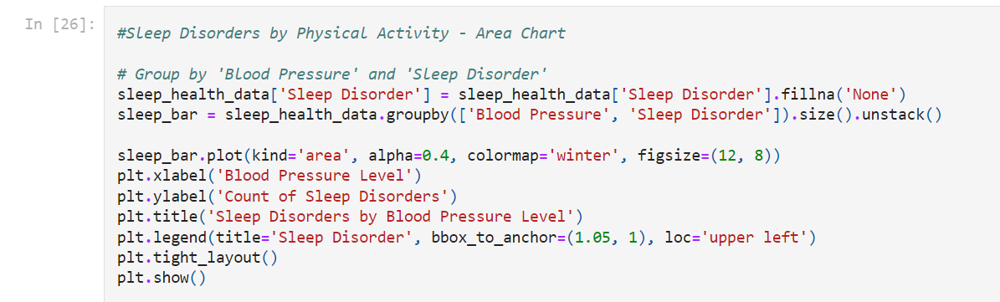 In [26]:
#Sleep Disorders by Physical Activity - Area Chart
# Group by 'Blood Pressure' and 'Sleep Disorder'
sleep_health_data['Sleep Disorder'] = sleep_health_data['Sleep Disorder'].fillna('None')
sleep_bar = sleep_health_data.groupby(['Blood Pressure', 'Sleep Disorder']).size().unstack()
sleep_bar.plot(kind='area', alpha=0.4, colormap='winter', figsize=(12, 8))
plt.xlabel('Blood Pressure Level')
plt.ylabel('Count of Sleep Disorders')
plt.title('Sleep Disorders by Blood Pressure Level')
plt.legend(title='Sleep Disorder', bbox_to_anchor=(1.05, 1), loc='upper left')
plt.tight_layout()
plt.show()